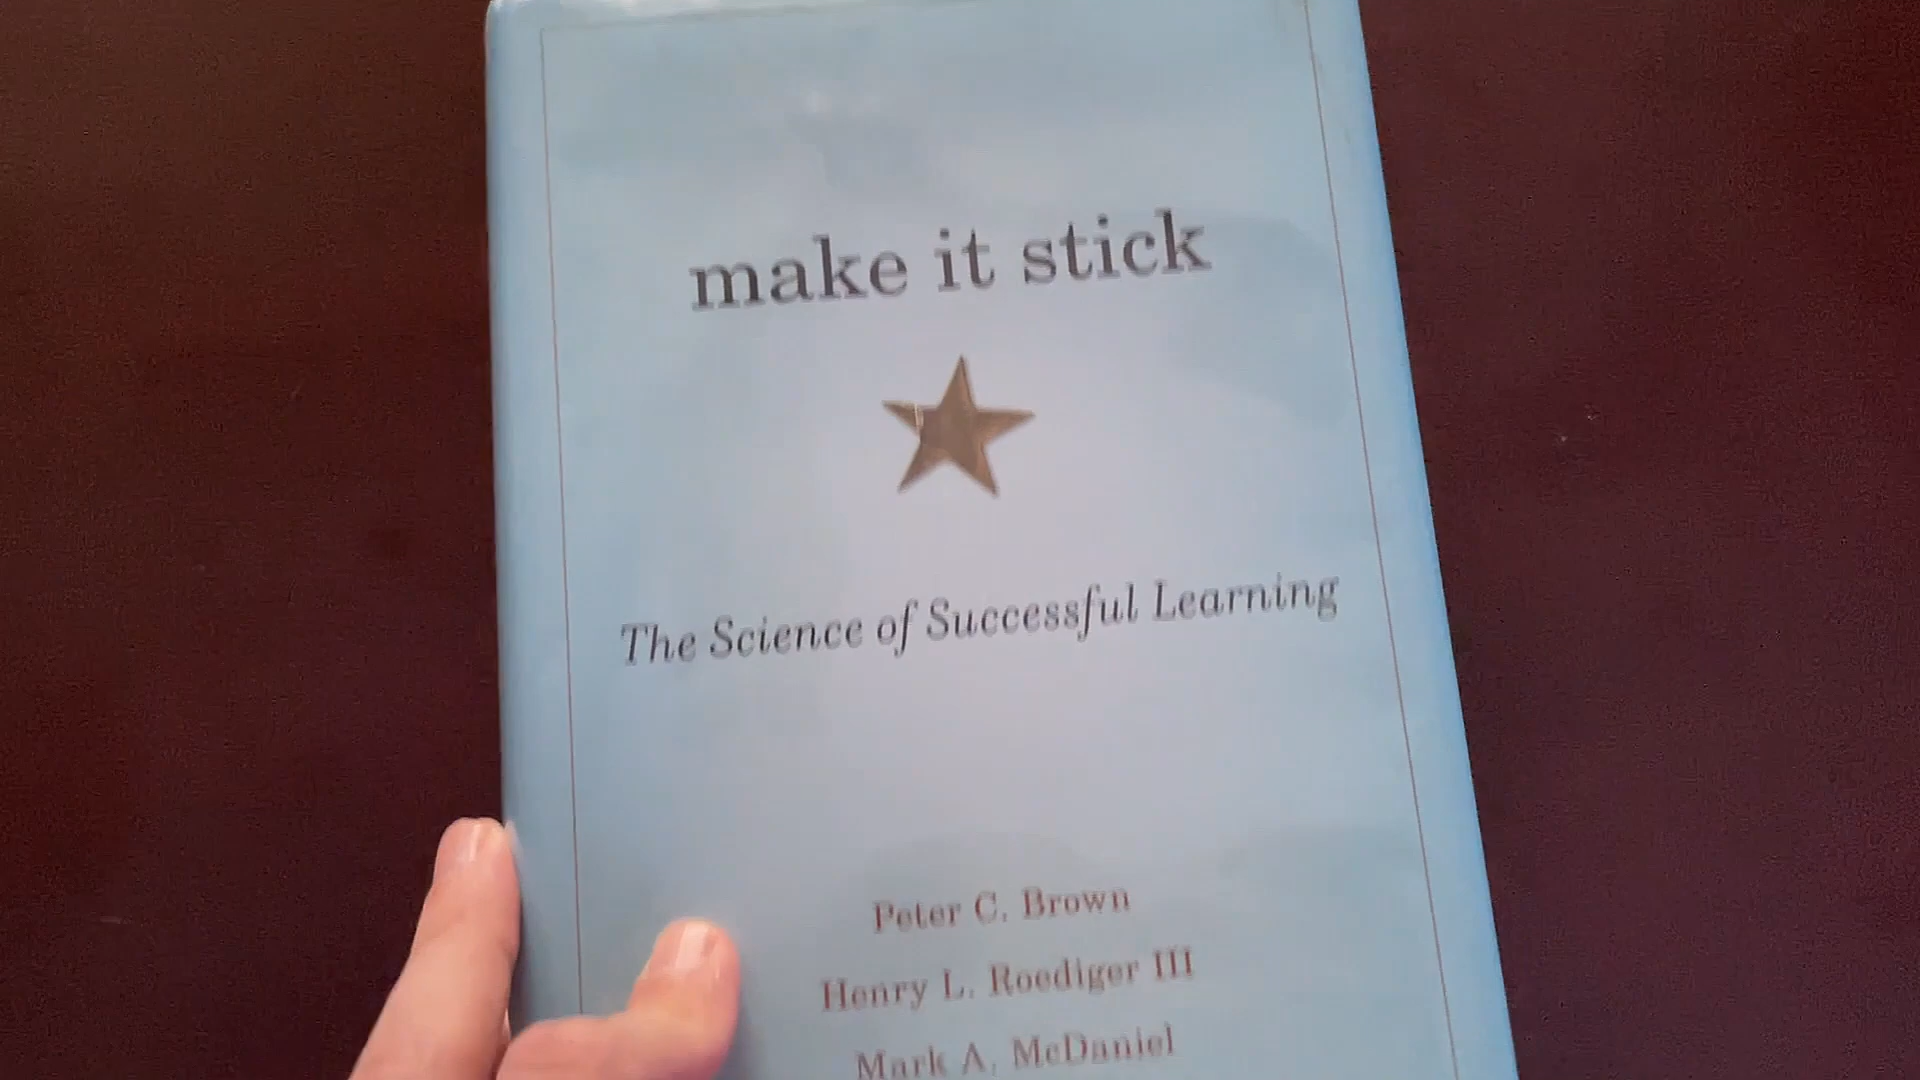 make it stick
The Science of Successful Learning
Peter C. Brown
Henry L. Roediger III
Mark A. McDaniel